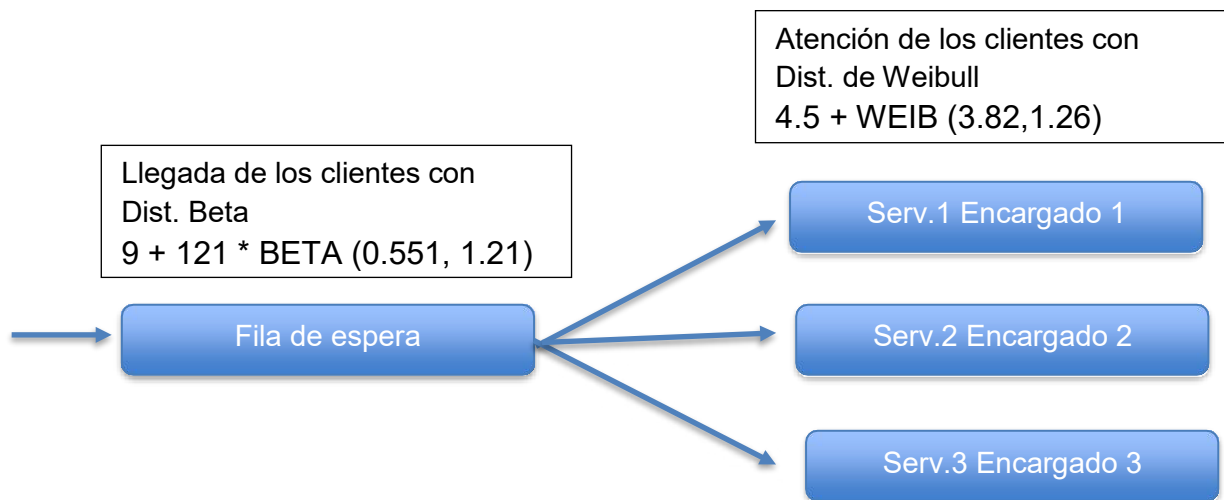 Atención de los clientes con
Dist. de Weibull
4.5 + WEIB (3.82,1.26)
Llegada de los clientes con
Dist. Beta
9 + 121 * BETA (0.551, 1.21)
Serv.1 Encargado 1
Fila de espera
Serv.2 Encargado 2
Serv.3 Encargado 3